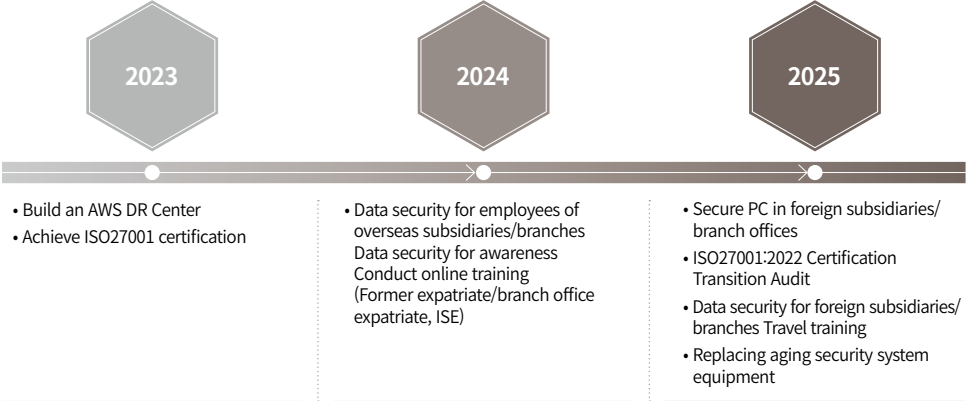 2023
2024
2025
• Build an AWS DR Center
• Achieve ISO27001 certification
• Data security for employees of
overseas subsidiaries/branches
Data security for awareness
Conduct online training
(Former expatriate/branch office
expatriate, ISE)
• Secure PC in foreign subsidiaries/
branch offices
• ISO27001:2022 Certification
Transition Audit
• Data security for foreign subsidiaries/
branches Travel training
• Replacing aging security system
equipment